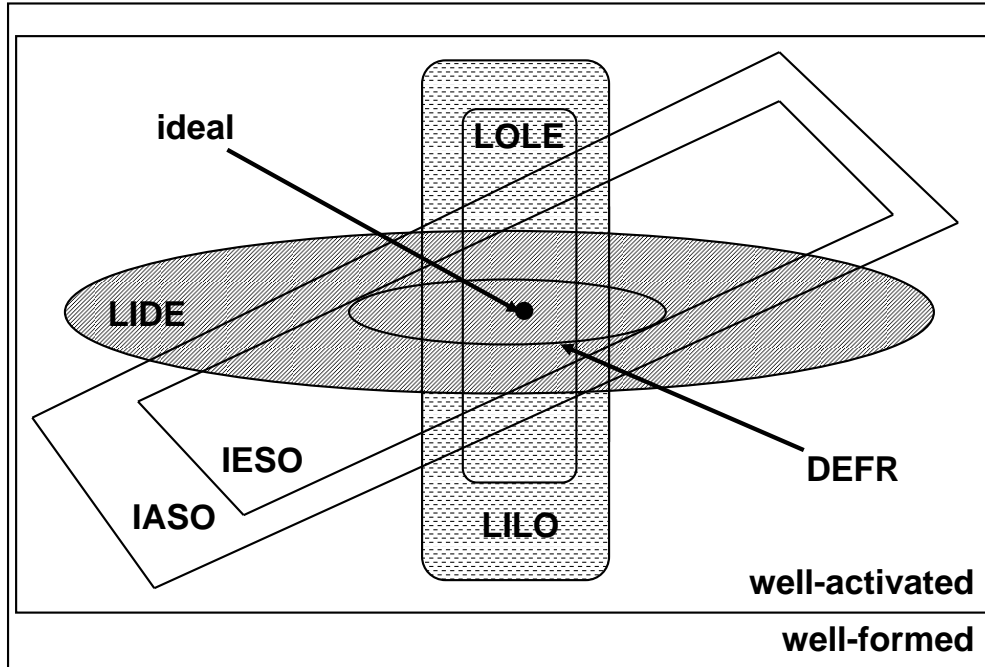 ideal
LOLE
LIDE
IESO
DEFR
IASO
LILO
well-activated
well-formed